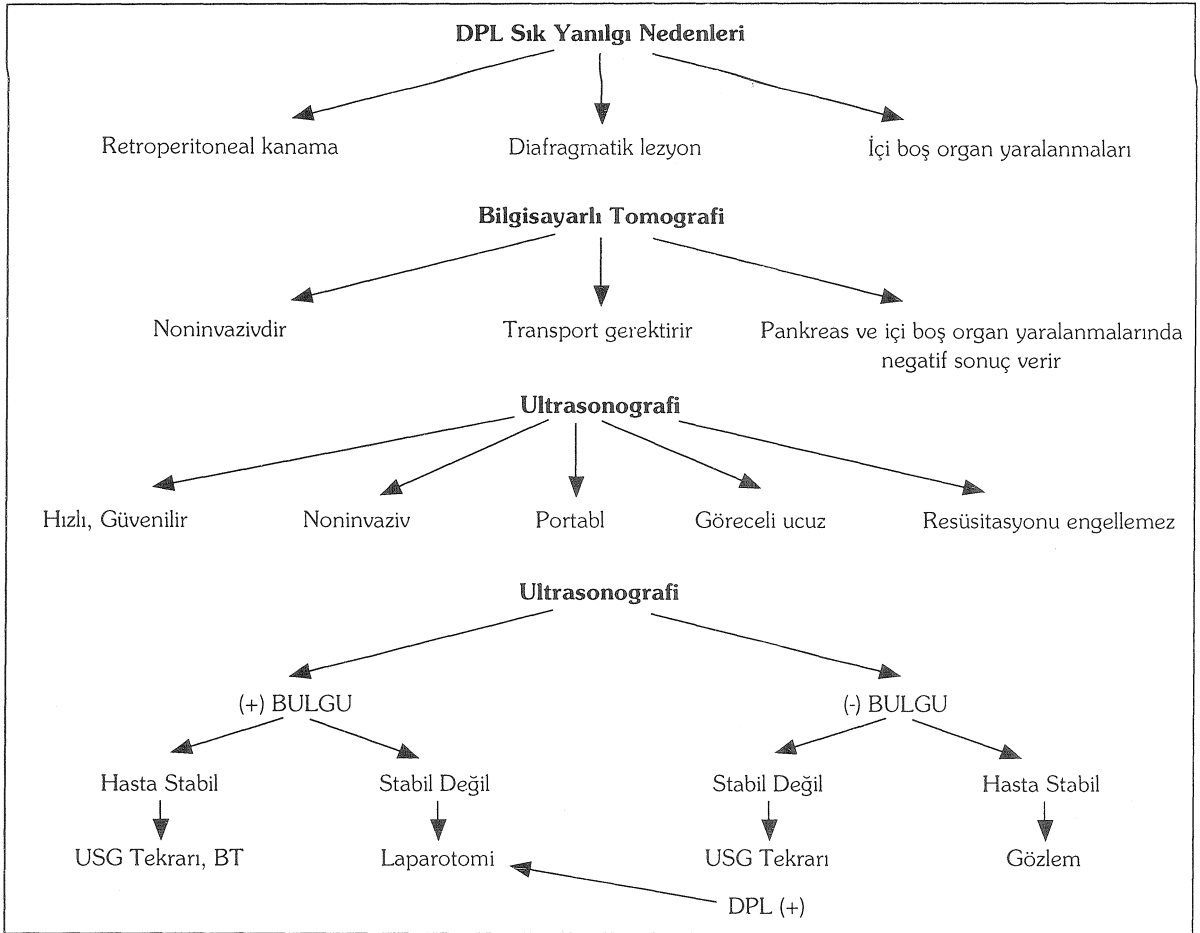 DPL Sık Yanılgı Nedenleri
Retroperitoneal kanama
Diafragmatik lezyon
İçi boş organ yaralanmaları
Bilgisayarlı Tomografi
Noninvazivdir
Transport gerektirir
Pankreas ve içi boş organ yaralanmalarında
negatif sonuç verir
Ultrasonografi
Hızlı, Güvenilir
Noninvaziv
Portabl
Göreceli ucuz
Resüsitasyonu engellemez
Ultrasonografi
(+) BULGU
(-) BULGU
Hasta Stabil
Stabil Değil
Stabil Değil
Hasta Stabil
USG Tekrarı, BT
Laparotomi
USG Tekrarı
Gözlem
DPL (+)